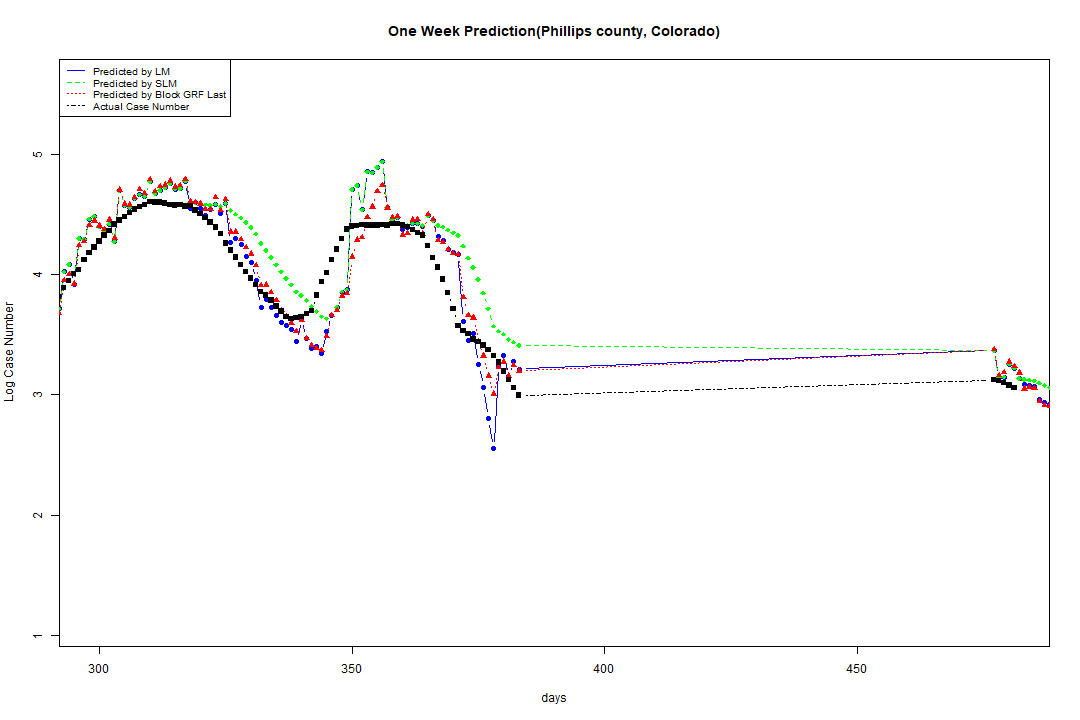 One Week Prediction(Phillips county, Colorado)
Predicted by LM
Predicted by SLM
Predicted by Block GRF Last
Actual Case Number
5
4
3
2
1
Log Case Number
300 350 400 450
days